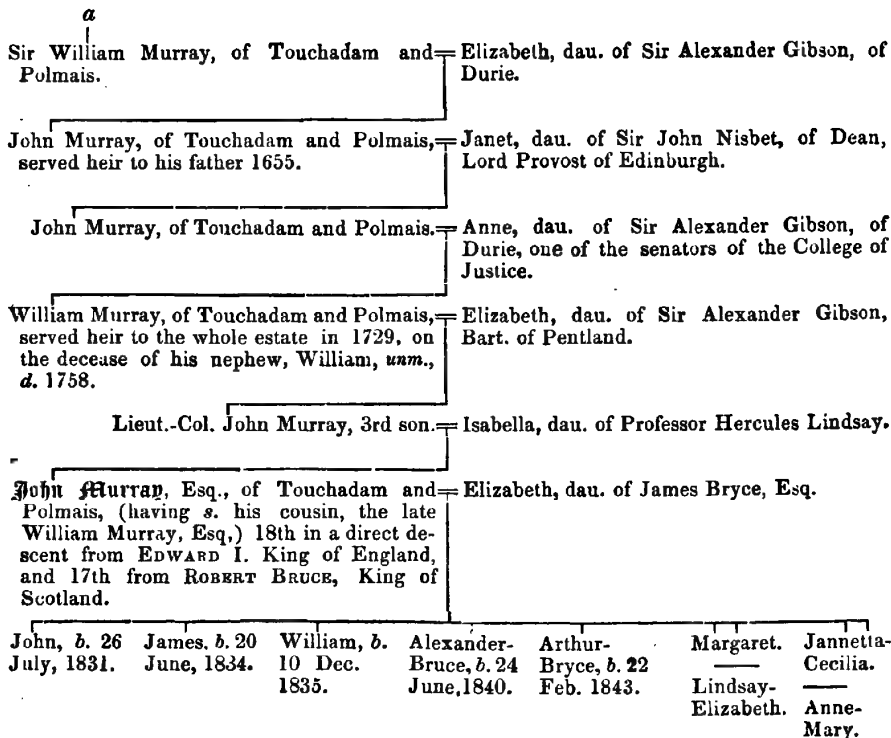 a
Sir William Murray, of Touchadam and = Elizabeth, dau. of Sir Alexander Gibson, of
Polmais. Durie.
John Murray, of Touchadam and Polmais, = Janet, dau. of Sir John Nisbet, of Dean,
served heir to his father 1655. Lord Provost of Edinburgh.
John Murray, of Touchadam and Polmais. = Anne, dau. of Sir Alexander Gibson, of
Durie, one of the senators of the College of
Justice.
William Murray, of Touchadam and Polmais, = Elizabeth, dau. of Sir Alexander Gibson,
served heir to the whole estate in 1729, on Bart. of Pentland.
the decease of his nephew, William, unm.,
d. 1758.
Lieut.-Col. John Murray, 3rd son. = Isabella, dau. of Professor Hercules Lindsay.
John Murray, Esq., of Touchadam and = Elizabeth, dau. of James Bryce, Esq.
Polmais, (having s. his cousin, the late
William Murray, Esq,) 18th in a direct de-
scent from EDWARD I. King of England,
and 17th from ROBERT BRUCE, King of
Scotland.
John, b. 26 James. b. 20 William, b. Alexander- Arthur- Margaret. Jannetta-
July, 1831. June, 1834. 10 Dec. Bruce, b. 24 Bryce, b. 22 — Cecilia.
1835. June, 1840. Feb. 1843. Lindsay- —
Elizabeth. Anne-
Mary.